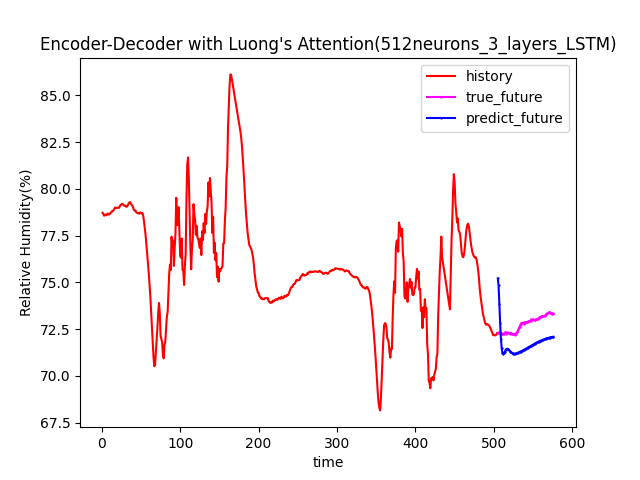 Encoder-Decoder with Luong's Attention(512neurons_3_layers_LSTM)
history
true_future
predict_future
Relative Humidity(%)
85.0
82.5
80.0
77.5
75.0
72.5
70.0
67.5
0 100 200 300 400 500 600
time